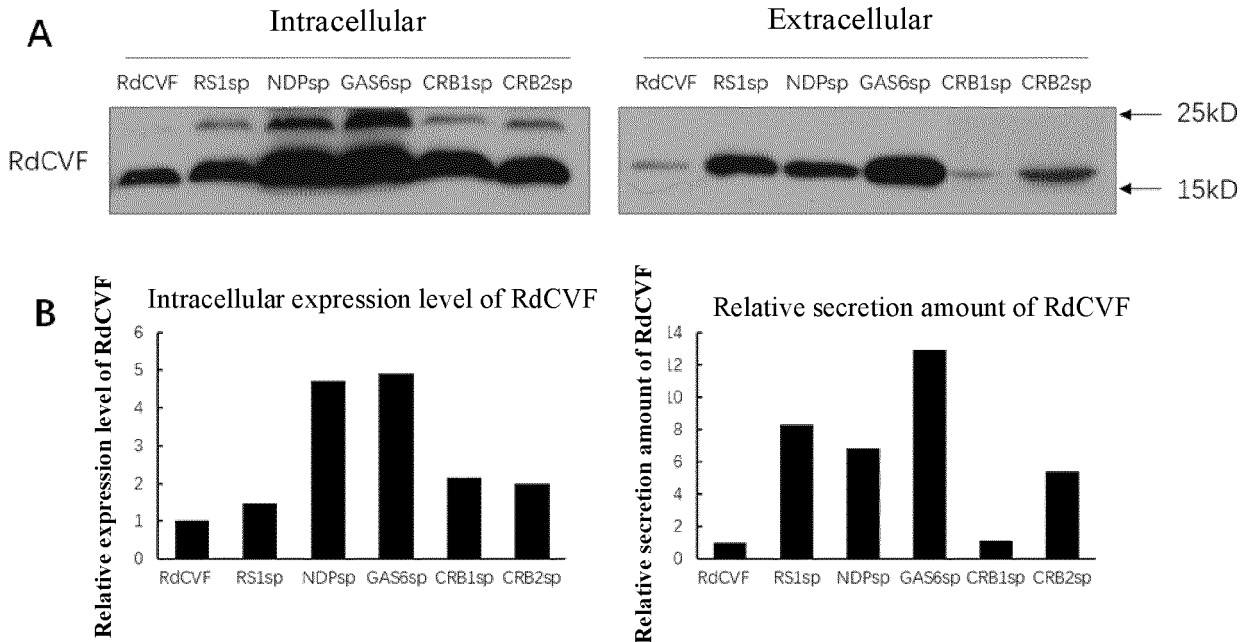 A
Intracellular
Extracellular
RdCVF RS1sp NDPsp GAS6sp CRB1sp CRB2sp
RdCVF RS1sp NDPsp GAS6sp CRB1sp CRB2sp
RdCVF
25kD
15kD
B
Intracellular expression level of RdCVF
Relative expression level of RdCVF
6
5
4
3
2
1
0
RdCVF RS1sp NDPsp GAS6sp CRB1sp CRB2sp
Relative secretion amount of RdCVF
Relative secretion amount of RdCVF
14
12
10
8
6
4
2
0
RdCVF RS1sp NDPsp GAS6sp CRB1sp CRB2sp